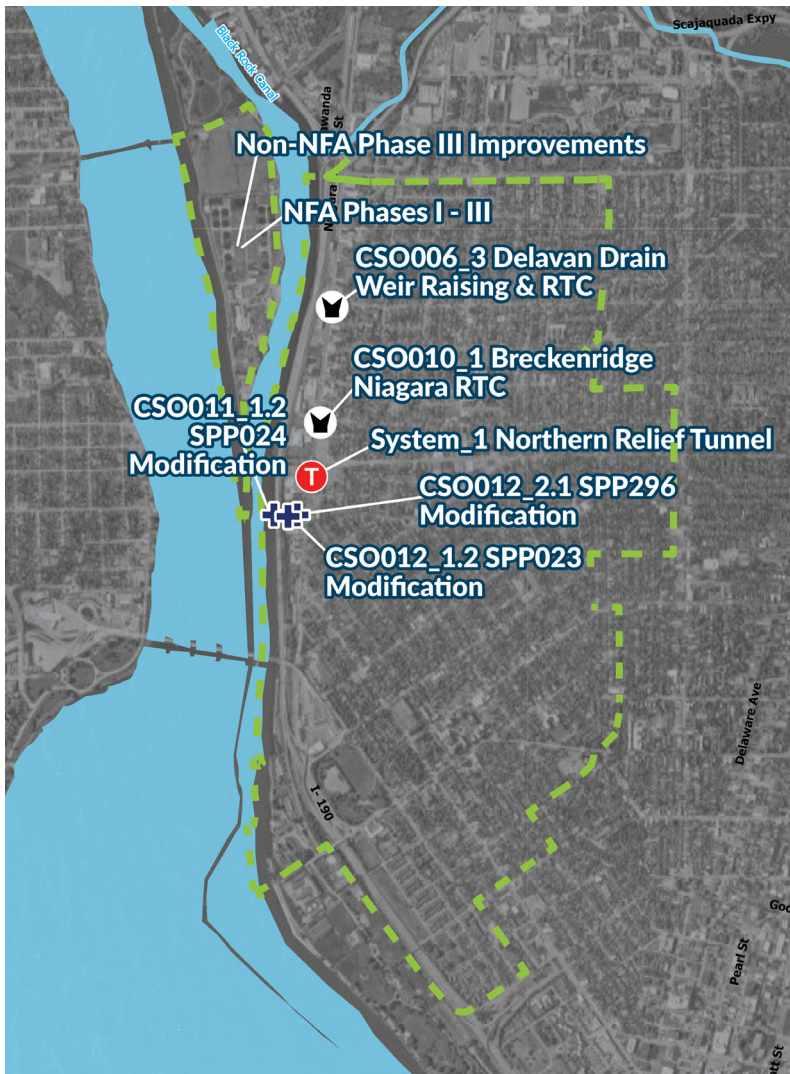 Scajaquada Expy
Black Rock Canal
St
Non-NFA Phase III Improvements
NFA Phases I - III
CSO006_3 Delavan Drain
Weir Raising & RTC
CSO010_1 Breckenridge
Niagara RTC
CSO011_1.2
SPP024
Modification
System_1 Northern Relief Tunnel
T
CSO012_2.1 SPP296
Modification
CSO012_1.2 SPP023
Modification
Delaware Ave
I- 190
Pearl St